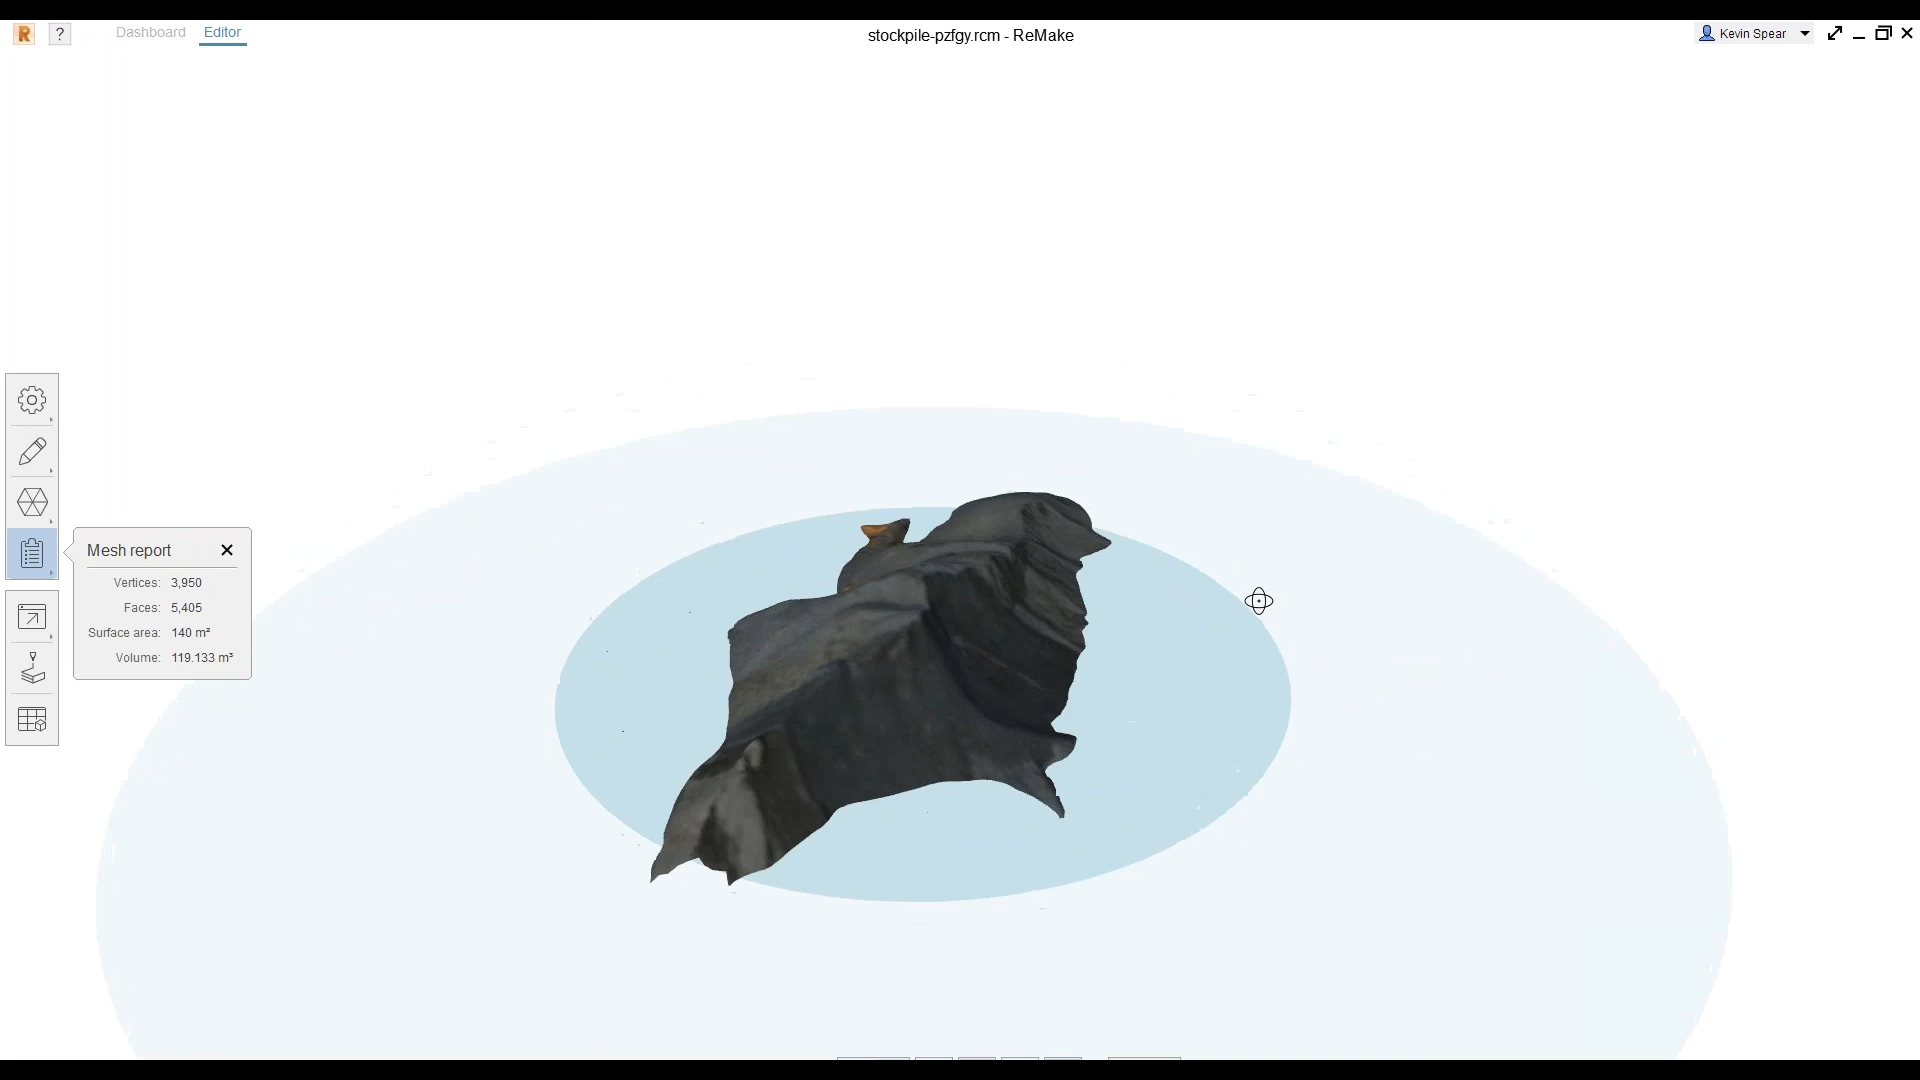 R ? Dashboard Editor stockpile-pzfgy.rcm - ReMake Kevin Spear
Mesh report
Vertices: 3,950
Faces: 5,405
Surface area: 140 m²
Volume: 119.133 m³